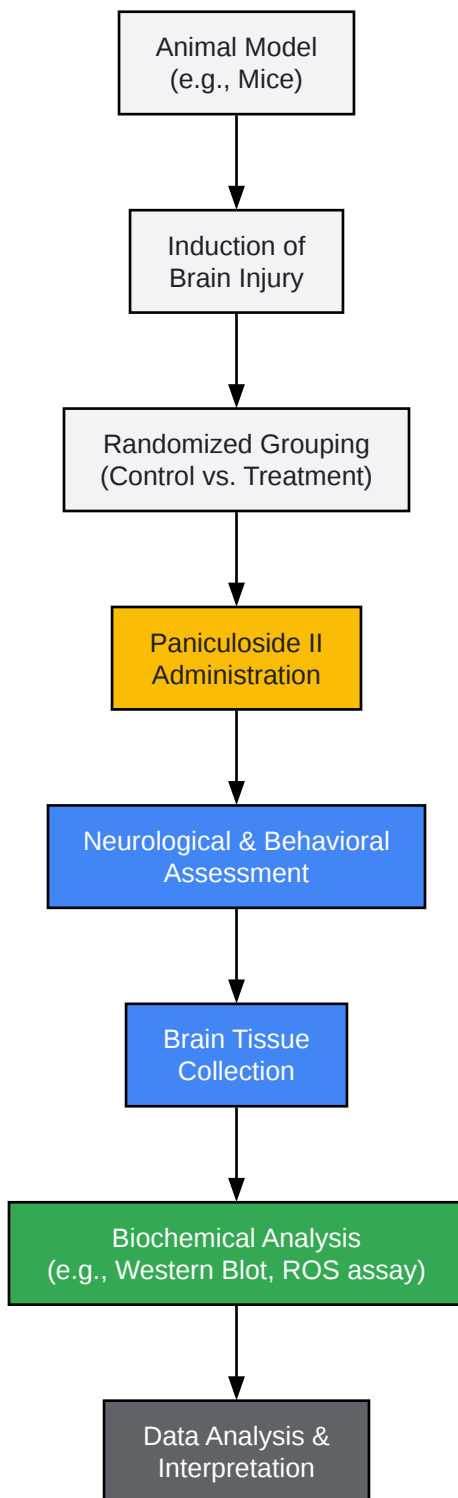 Animal Model
(e.g., Mice)
Induction of
Brain Injury
Randomized Grouping
(Control vs. Treatment)
Paniculoside II
Administration
Neurological & Behavioral
Assessment
Brain Tissue
Collection
Biochemical Analysis
(e.g., Western Blot, ROS assay)
Data Analysis &
Interpretation